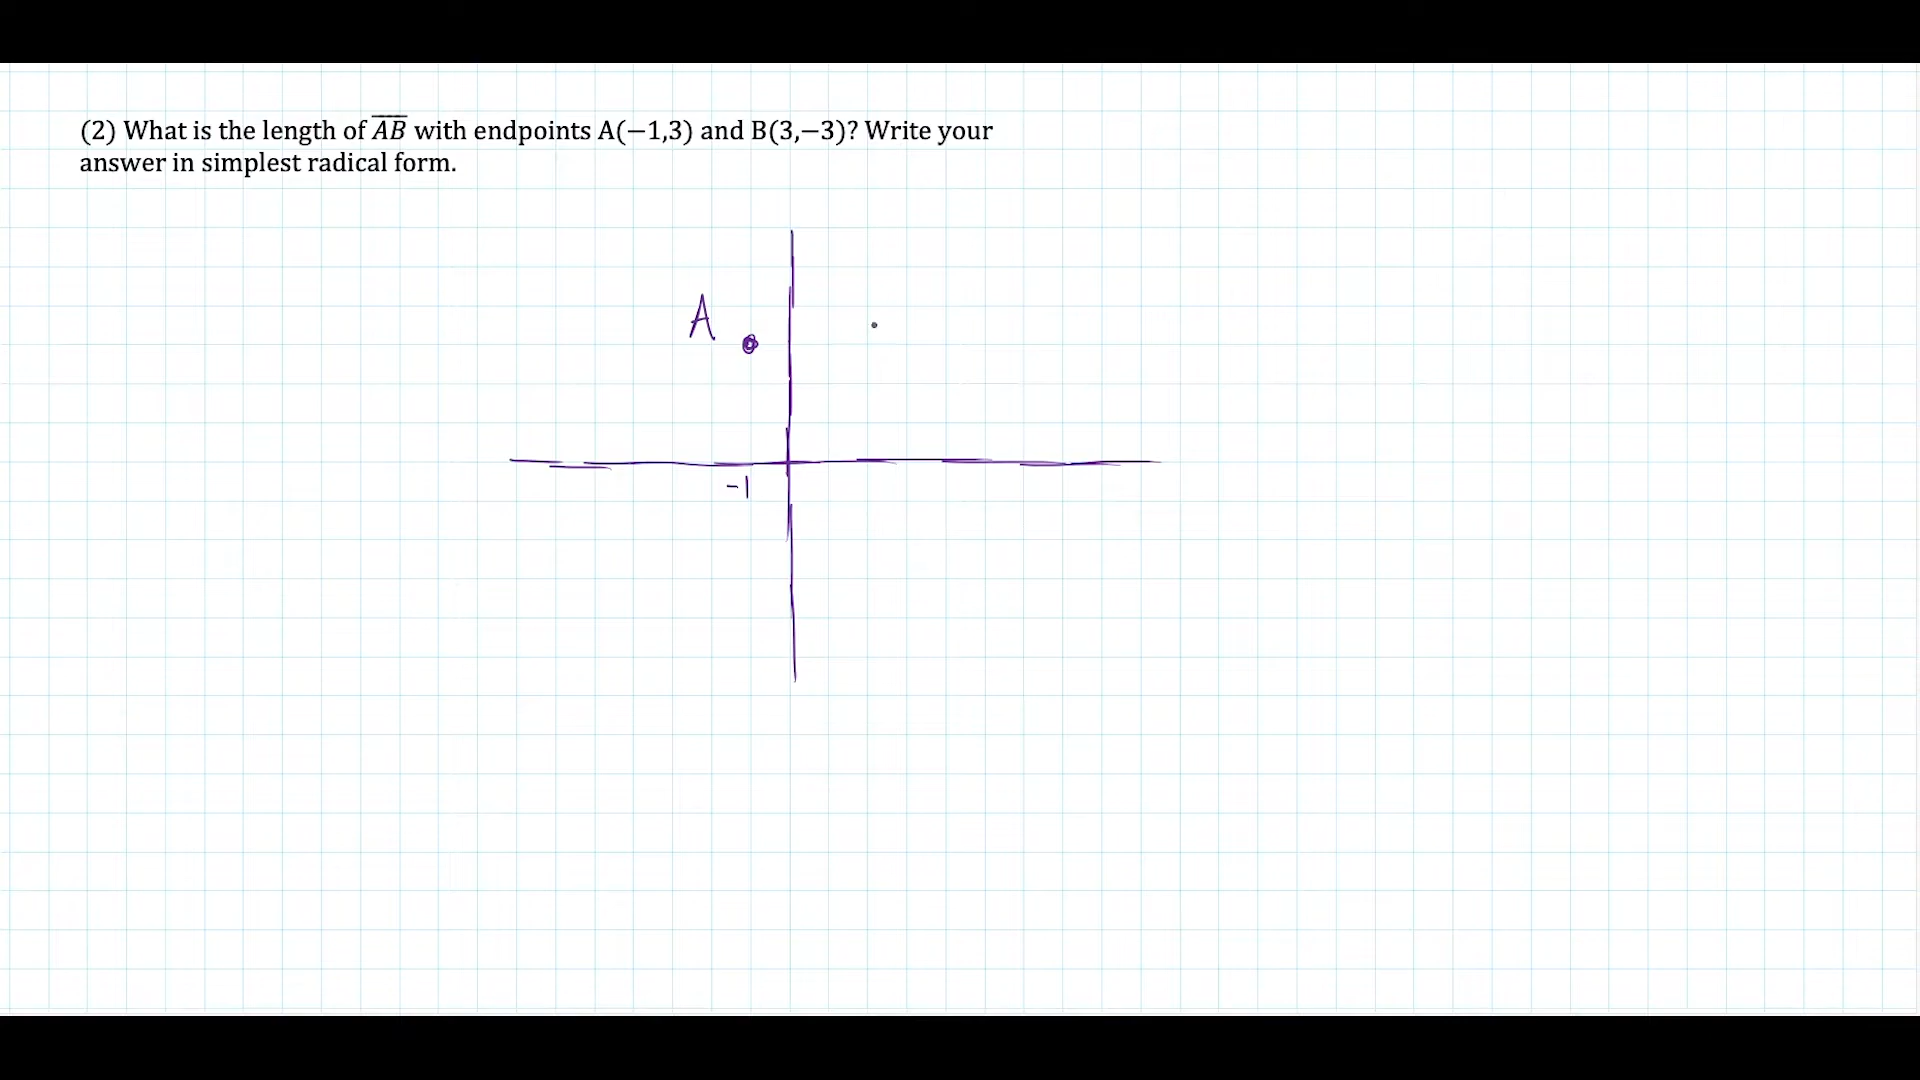 (2) What is the length of AB with endpoints A(−1,3) and B(3,−3)? Write your
answer in simplest radical form.
A
-1